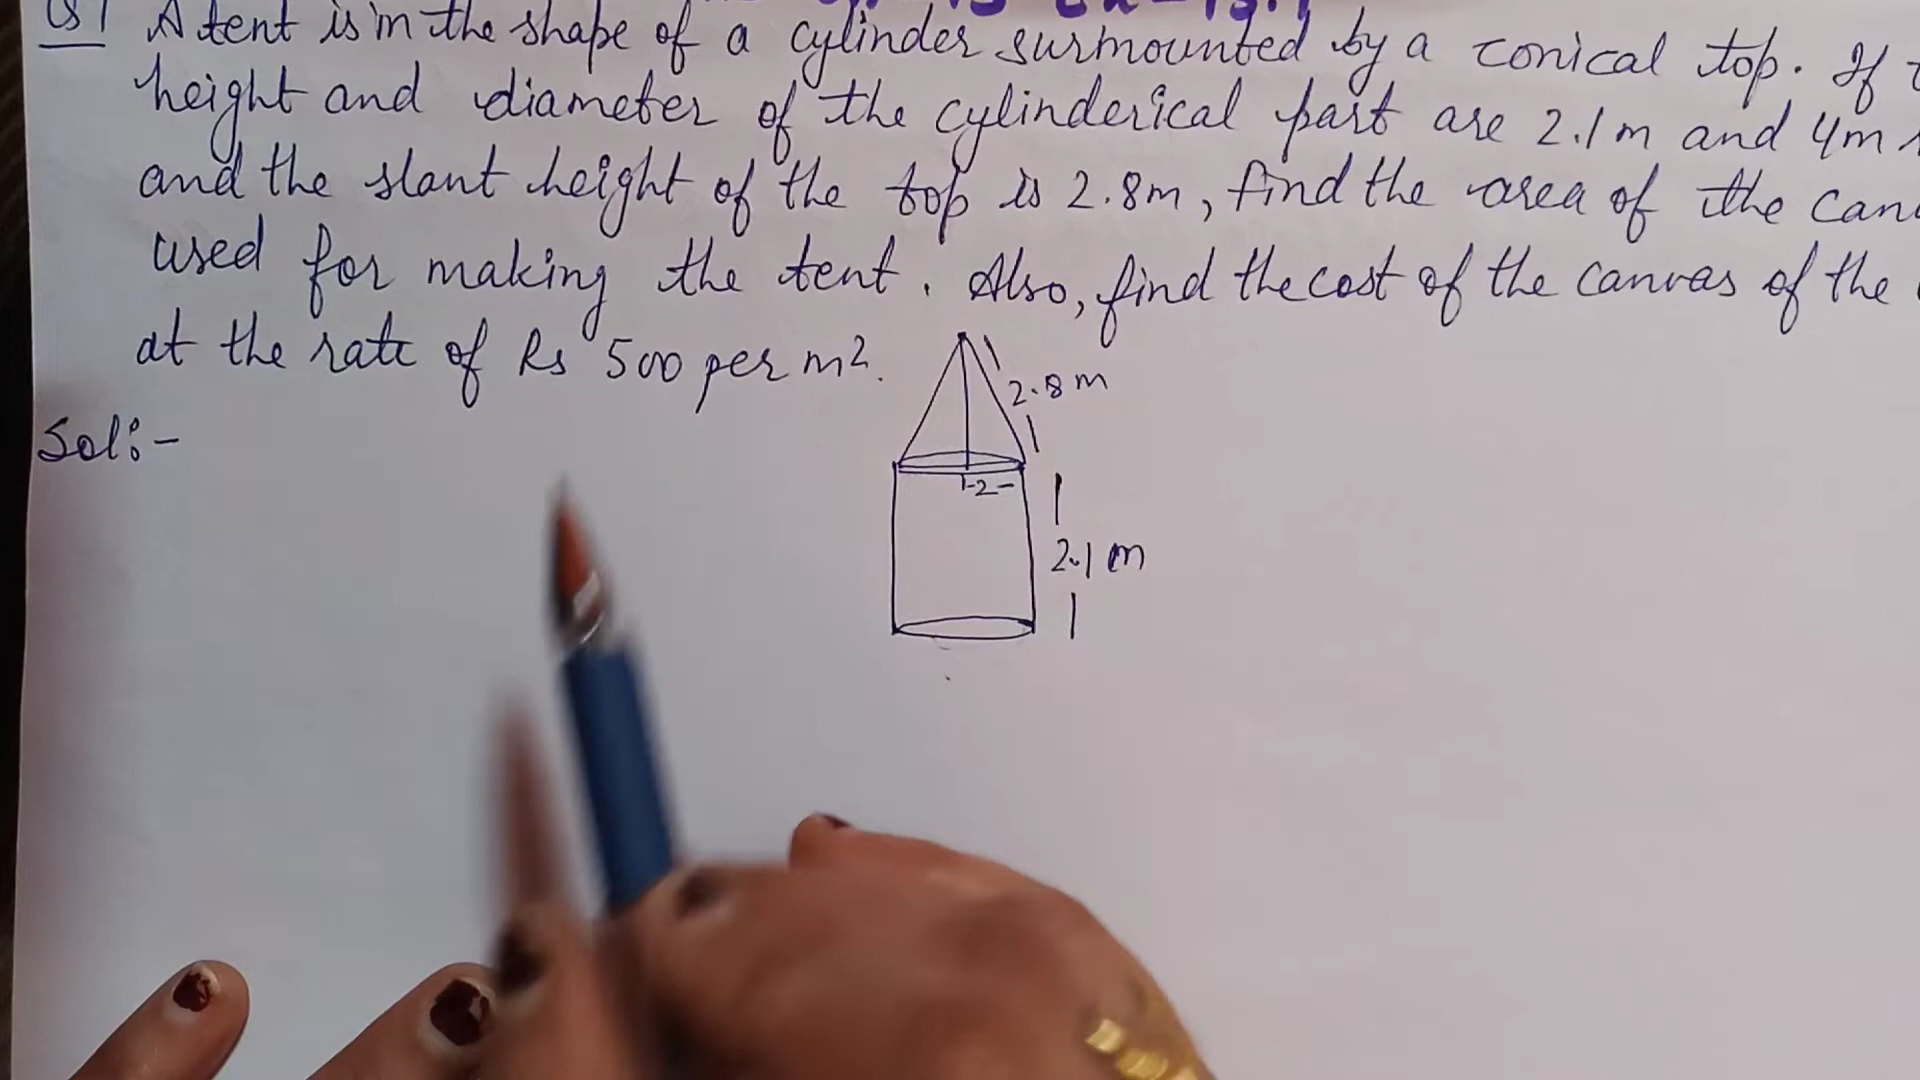 Q1 A tent is in the shape of a cylinder surmounted by a conical top. If
height and diameter of the cylinderical part are 2.1m and 4m
and the slant height of the top is 2.8m, find the area of the
used for making the tent. Also, find the cost of the canvas of the
at the rate of Rs 500 per m2.
2.8 m
Sol:-
2
2.1 m